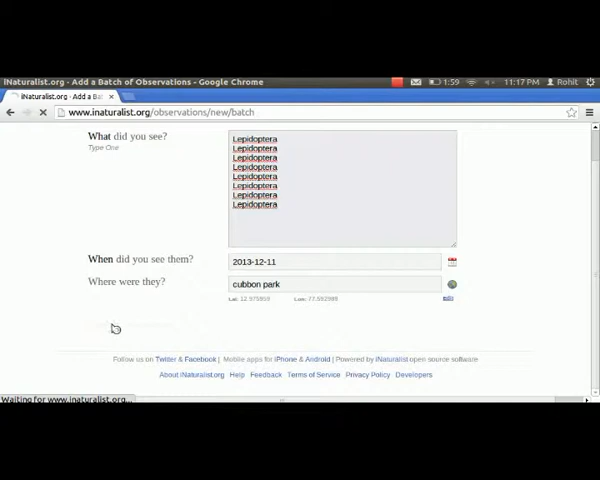 iNaturalist.org - Add a Batch of Observations - Google Chrome
1:59 11:17 PM Rohit
iNaturalist.org - Add a Ba
www.inaturalist.org/observations/new/batch
What did you see?
Type One
Lepidoptera
Lepidoptera
Lepidoptera
Lepidoptera
Lepidoptera
Lepidoptera
Lepidoptera
Lepidoptera
When did you see them?
2013-12-11
Where were they?
cubbon park
Lat: Lon:
edit
Follow us on Twitter & Facebook | Mobile apps for iPhone & Android | Powered by iNaturalist open source software
About iNaturalist.org Help Feedback Terms of Service Privacy Policy Developers
Waiting for www.inaturalist.org...